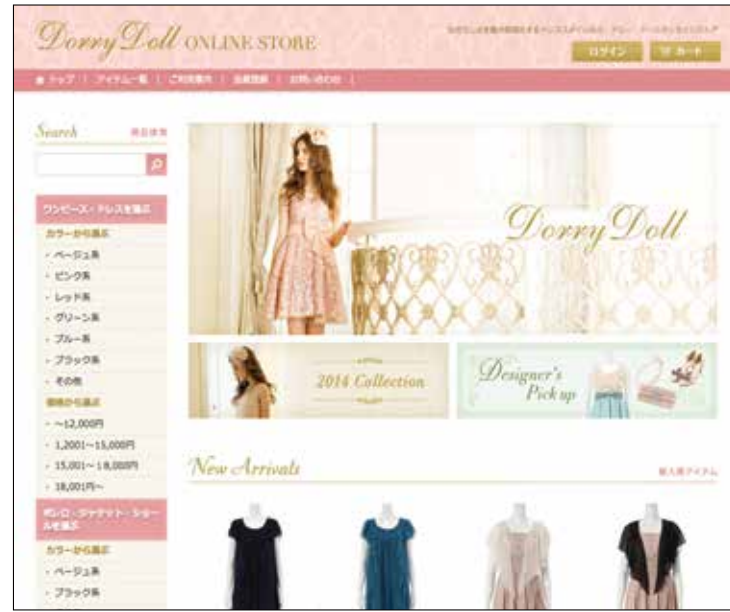 Dorry Doll ONLINE STORE
ログイン
カート
トップ | アイテム一覧 | ご利用案内 | 会員登録 | お問い合わせ |
Search
商品検索
ワンピース・ドレスを選ぶ
カラーから選ぶ
・ベージュ系
・ピンク系
・レッド系
・グリーン系
・ブルー系
・ブラック系
・その他
価格から選ぶ
・～12,000円
・1,2001～15,000円
・15,001～18,000円
・18,001円～
ボレロ・ジャケット・ショールを選ぶ
カラーから選ぶ
・ベージュ系
・ブラック系
Dorry Doll
2014 Collection
Designer's
Pick up
New Arrivals
新入荷アイテム